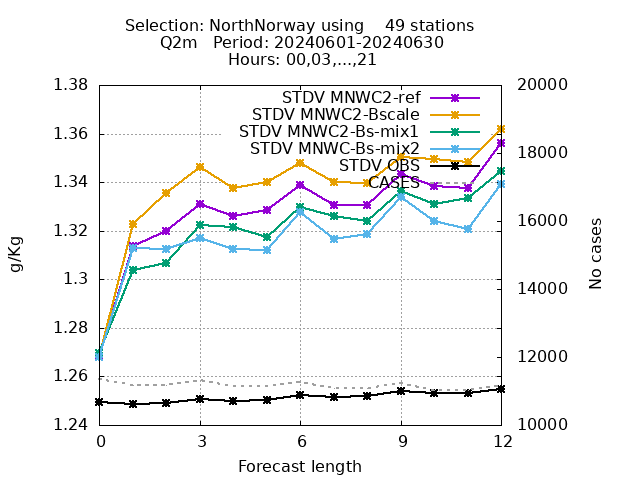 Selection: NorthNorway using    49 stations
Q2m   Period: 20240601-20240630
Hours: 00,03,...,21
1.38
1.36
1.34
1.32
1.3
1.28
1.26
1.24
20000
18000
16000
14000
12000
10000
STDV MNWC2-ref
STDV MNWC2-Bscale
STDV MNWC2-Bs-mix1
STDV MNWC-Bs-mix2
STDV OBS
CASES
g/Kg
No cases
0 3 6 9 12
Forecast length